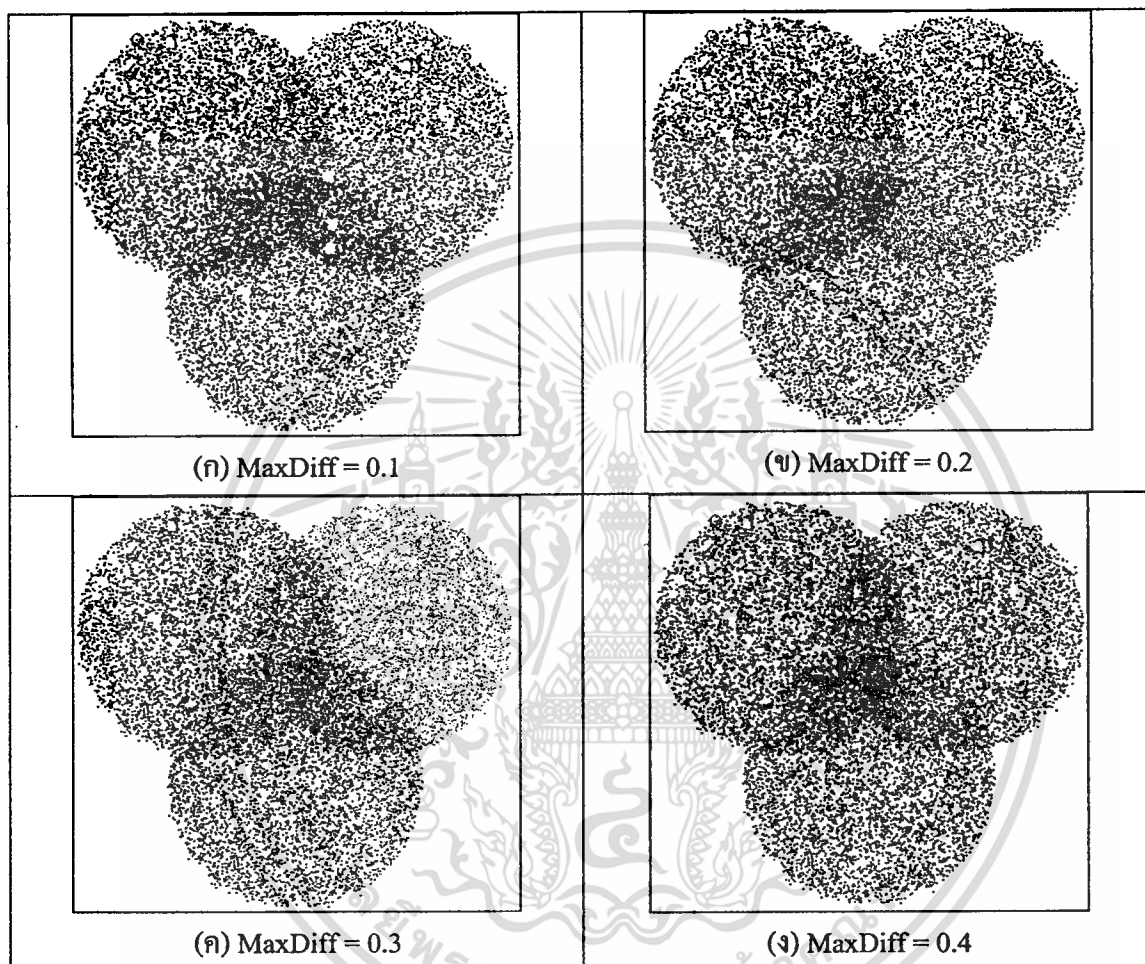 (ก) MaxDiff = 0.1
(ข) MaxDiff = 0.2
(ค) MaxDiff = 0.3
(ง) MaxDiff = 0.4